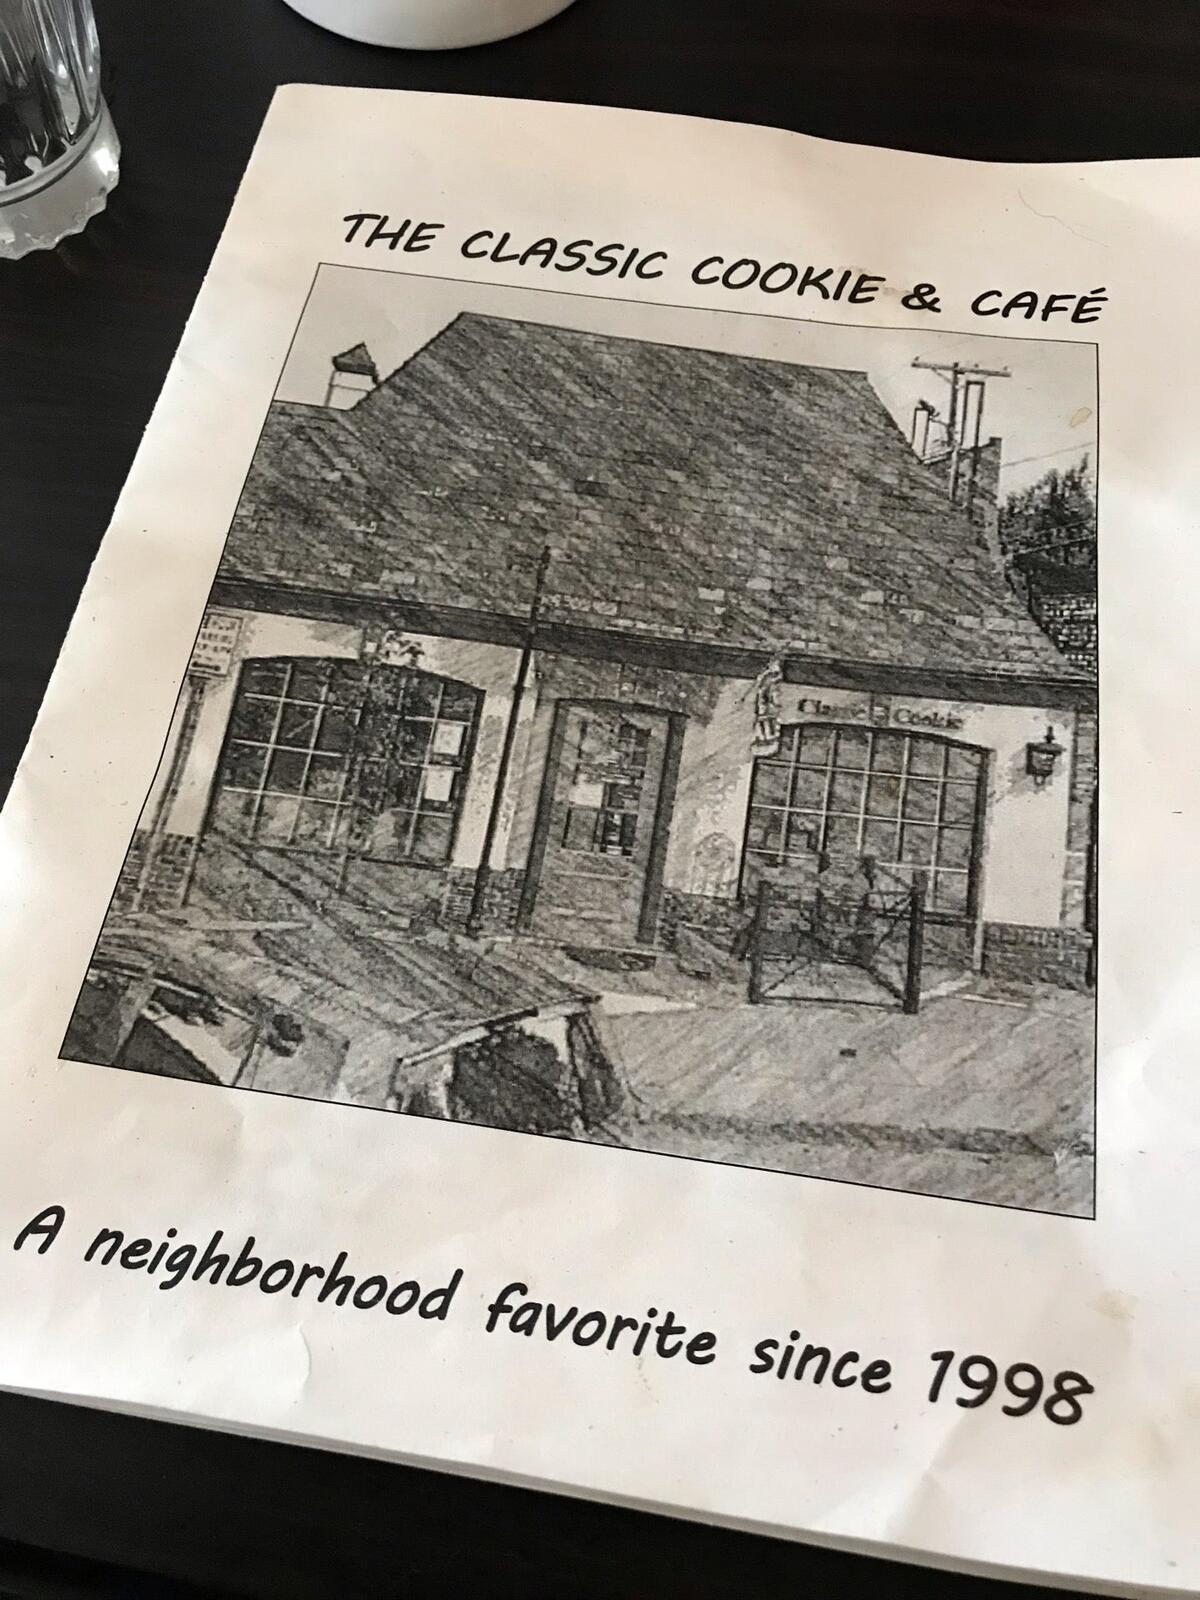 THE CLASSIC COOKIE & CAFÉ
Classic Cookie
A neighborhood favorite since 1998